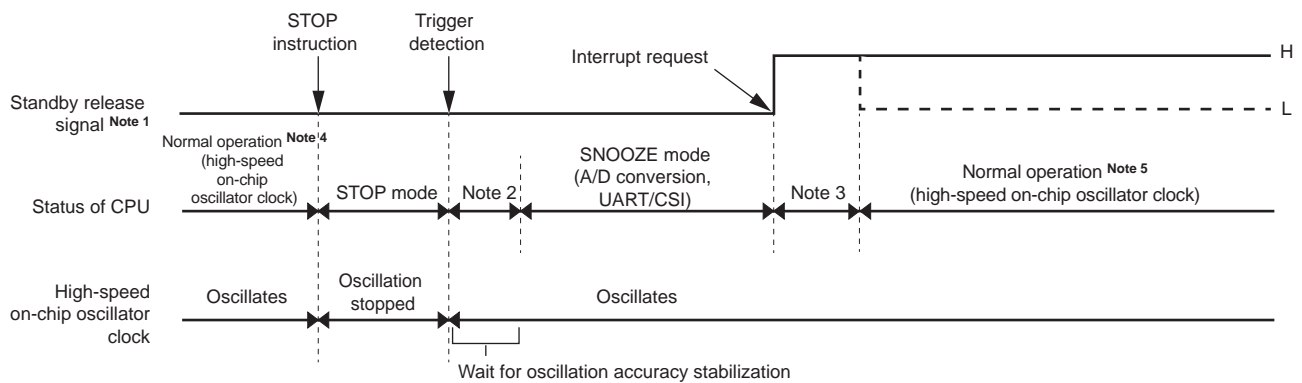 STOP
instruction
Trigger
detection
Interrupt request
H
Standby release
signal Note 1
L
Normal operation Note 4
(high-speed
on-chip
oscillator clock)
STOP mode
Note 2
SNOOZE mode
(A/D conversion,
UART/CSI)
Note 3
Normal operation Note 5
(high-speed on-chip oscillator clock)
Status of CPU
High-speed
on-chip oscillator
clock
Oscillates
Oscillation
stopped
Oscillates
Wait for oscillation accuracy stabilization